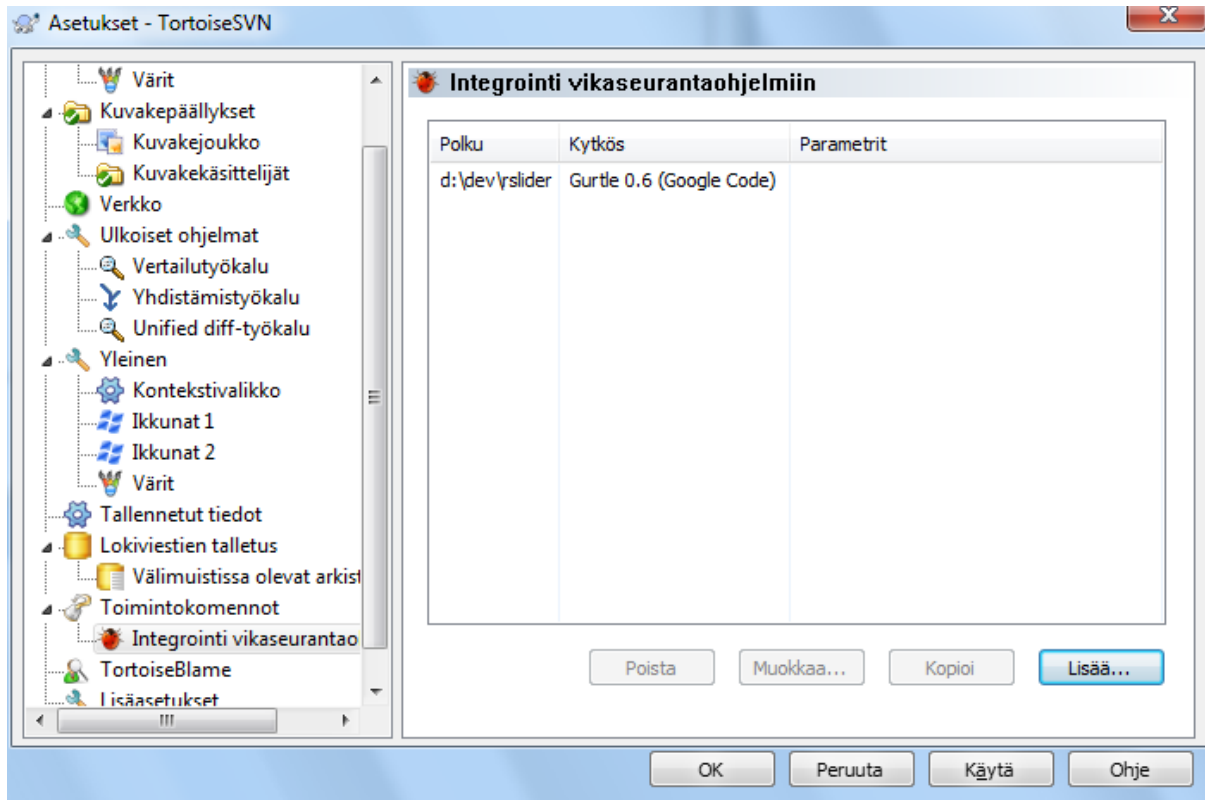 Asetukset - TortoiseSVN
Värit
Kuvakepäällykset
Kuvakejoukko
Kuvakekäsittelijät
Verkko
Ulkoiset ohjelmat
Vertailutyökalu
Yhdistämistyökalu
Unified diff-työkalu
Yleinen
Kontekstivalikko
Ikkunat 1
Ikkunat 2
Värit
Tallennetut tiedot
Lokiviestien talletus
Välimuistissa olevat arkist
Toimintokomennot
Integrointi vikaseurantao
TortoiseBlame
Lisäasetukset
Integrointi vikaseurantaohjelmiin
Polku Kytkös Parametrit
d:\dev\rslider Gurtle 0.6 (Google Code)
Poista Muokkaa... Kopioi Lisää...
OK Peruuta Käytä Ohje